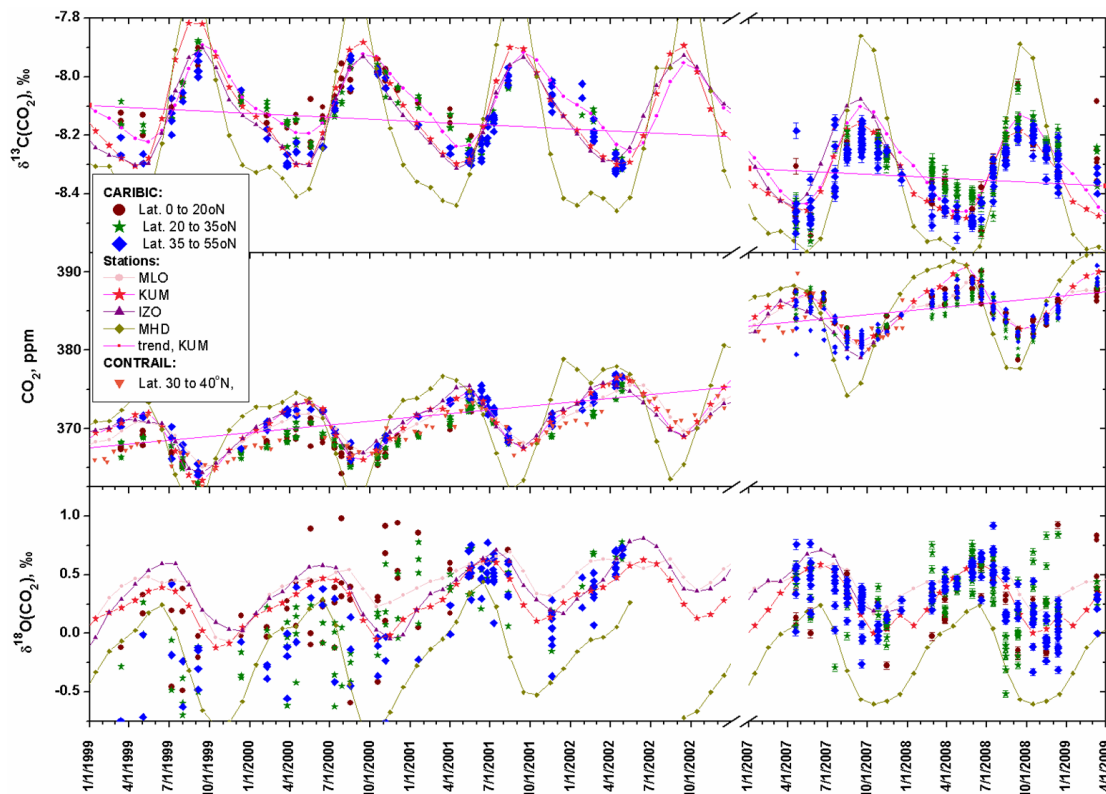 -7.8
-8.0
-8.2
-8.4
δ13C(CO2), ‰
CARIBIC:
Lat. 0 to 20oN
Lat. 20 to 35oN
Lat. 35 to 55oN
Stations:
MLO
KUM
IZO
MHD
trend, KUM
CONTRAIL:
Lat. 30 to 40°N,
390
380
370
CO2, ppm
1.0
0.5
0.0
-0.5
δ18O(CO2), ‰
1/1/1999
4/1/1999
7/1/1999
10/1/1999
1/1/2000
4/1/2000
7/1/2000
10/1/2000
1/1/2001
4/1/2001
7/1/2001
10/1/2001
1/1/2002
4/1/2002
7/1/2002
10/1/2002
1/1/2007
4/1/2007
7/1/2007
10/1/2007
1/1/2008
4/1/2008
7/1/2008
10/1/2008
1/1/2009